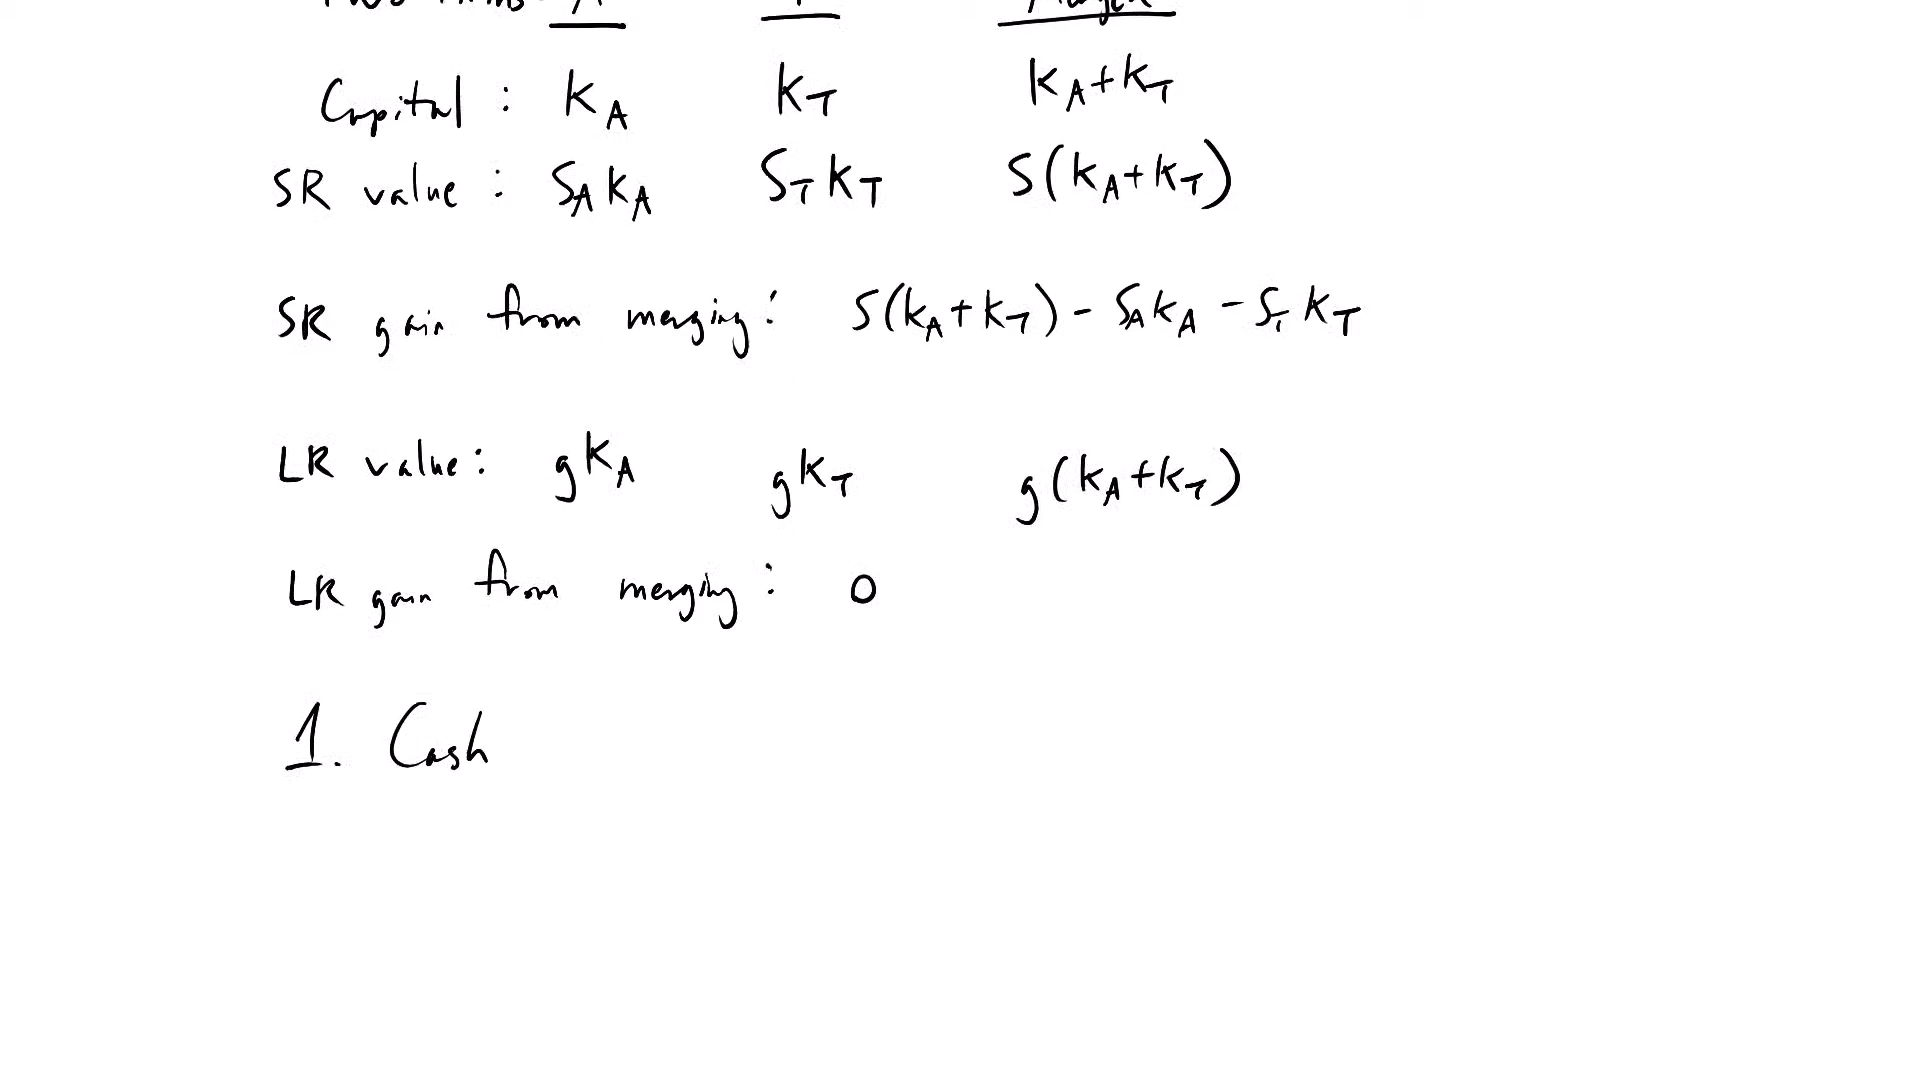 A T Merged
Capital : K_A K_T K_A+K_T
SR value : S_A K_A S_T K_T S(K_A+K_T)
SR gain from merging : S(K_A+K_T) - S_A K_A - S_T K_T
LR value : gK_A gK_T g(K_A+K_T)
LR gain from merging : 0
1. Cash